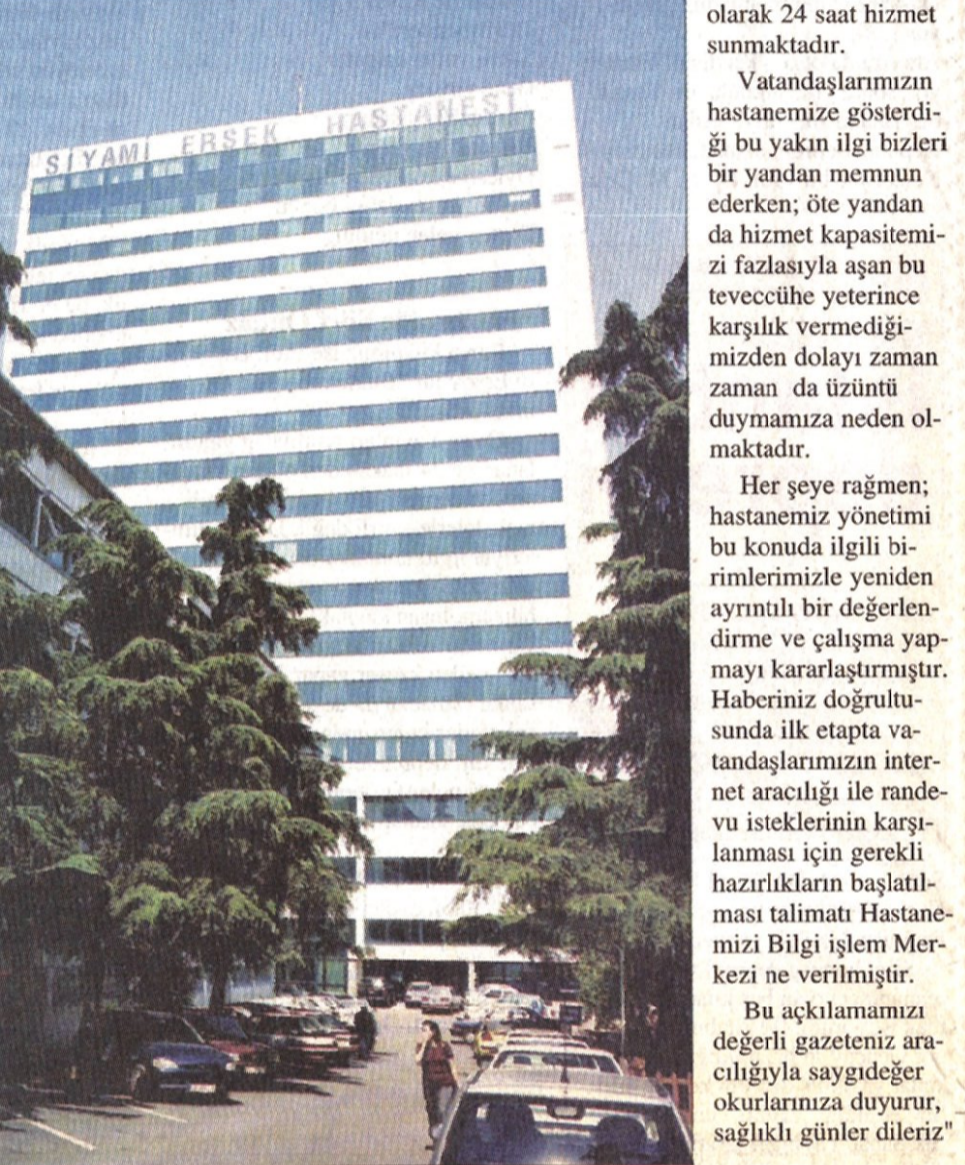 SİYAMİ ERSEK HASTANESİ
olarak 24 saat hizmet
sunmaktadır.
Vatandaşlarımızın
hastanemize gösterdi-
ği bu yakın ilgi bizleri
bir yandan memnun
ederken; öte yandan
da hizmet kapasitemi-
zi fazlasıyla aşan bu
teveccühe yeterince
karşılık vermediği-
mizden dolayı zaman
zaman da üzüntü
duymamıza neden ol-
maktadır.
Her şeye rağmen;
hastanemiz yönetimi
bu konuda ilgili bi-
rimlerimizle yeniden
ayrıntılı bir değerlen-
dirme ve çalışma yap-
mayı kararlaştırmıştır.
Haberiniz doğrultu-
sunda ilk etapta va-
tandaşlarımızın inter-
net aracılığı ile rande-
vu isteklerinin karşı-
lanması için gerekli
hazırlıkların başlatıl-
ması talimatı Hastane-
mizi Bilgi işlem Mer-
kezi ne verilmiştir.
Bu açkılamamızı
değerli gazeteniz ara-
cılığıyla saygıdeğer
okurlarınıza duyurur,
sağlıklı günler dileriz"